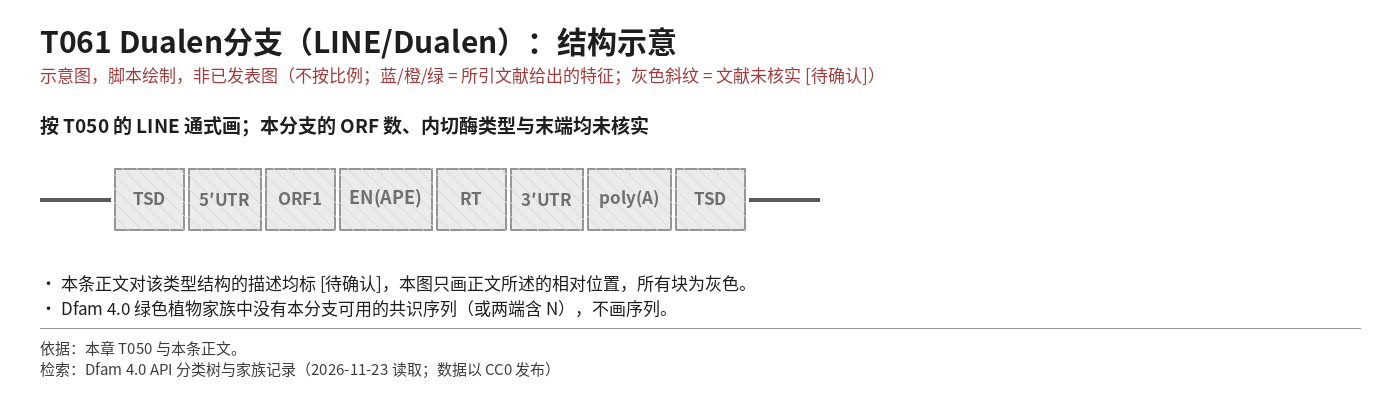 T061 Dualen分支（LINE/Dualen）：结构示意
示意图，脚本绘制，非已发表图（不按比例；蓝/橙/绿 = 所引文献给出的特征；灰色斜纹 = 文献未核实 [待确认]）
按 T050 的 LINE 通式画；本分支的 ORF 数、内切酶类型与末端均未核实
TSD 5′UTR ORF1 EN(APE) RT 3′UTR poly(A) TSD
· 本条正文对该类型结构的描述均标 [待确认]，本图只画正文所述的相对位置，所有块为灰色。
· Dfam 4.0 绿色植物家族中没有本分支可用的共识序列（或两端含 N），不画序列。
依据：本章 T050 与本条正文。
检索：Dfam 4.0 API 分类树与家族记录（2026-11-23 读取；数据以 CC0 发布）